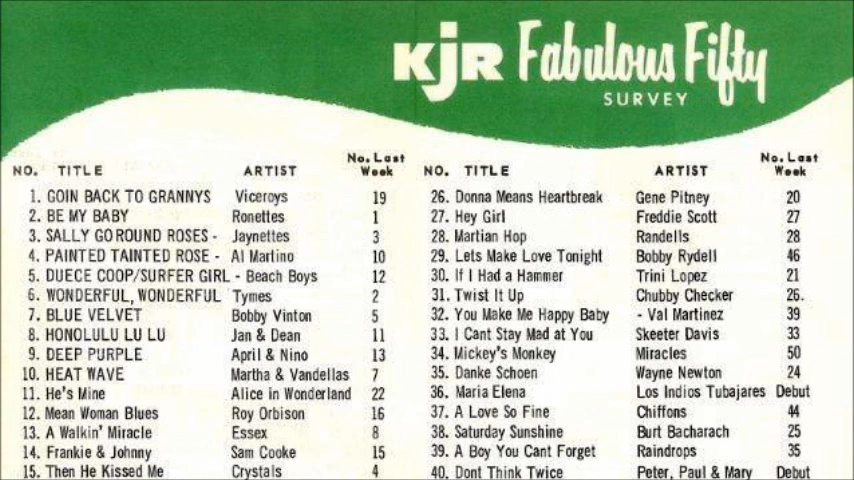 KJR Fabulous Fifty
SURVEY
NO. TITLE ARTIST No. Last Week
1. GOIN BACK TO GRANNYS Viceroys 19
2. BE MY BABY Ronettes 1
3. SALLY GO ROUND ROSES - Jaynettes 3
4. PAINTED TAINTED ROSE - Al Martino 10
5. DUECE COOP/SURFER GIRL - Beach Boys 12
6. WONDERFUL, WONDERFUL Tymes 2
7. BLUE VELVET Bobby Vinton 5
8. HONOLULU LU LU Jan & Dean 11
9. DEEP PURPLE April & Nino 13
10. HEAT WAVE Martha & Vandellas 7
11. He's Mine Alice in Wonderland 22
12. Mean Woman Blues Roy Orbison 16
13. A Walkin' Miracle Essex 8
14. Frankie & Johnny Sam Cooke 15
15. Then He Kissed Me Crystals 4
NO. TITLE ARTIST No. Last Week
26. Donna Means Heartbreak Gene Pitney 20
27. Hey Girl Freddie Scott 27
28. Martian Hop Randells 28
29. Lets Make Love Tonight Bobby Rydell 46
30. If I Had a Hammer Trini Lopez 21
31. Twist It Up Chubby Checker 26.
32. You Make Me Happy Baby - Val Martinez 39
33. I Cant Stay Mad at You Skeeter Davis 33
34. Mickey's Monkey Miracles 50
35. Danke Schoen Wayne Newton 24
36. Maria Elena Los Indios Tubajares Debut
37. A Love So Fine Chiffons 44
38. Saturday Sunshine Burt Bacharach 25
39. A Boy You Cant Forget Raindrops 35
40. Dont Think Twice Peter, Paul & Mary Debut